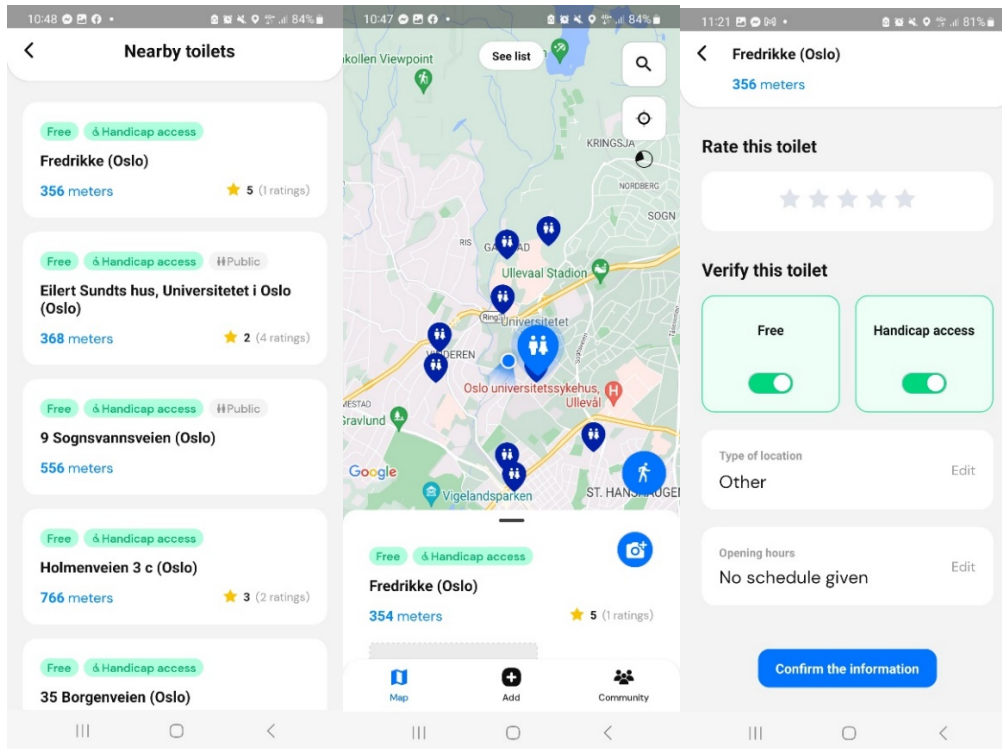 10:48
84%
Nearby toilets
Free
Handicap access
Fredrikke (Oslo)
356 meters
5 (1 ratings)
Free
Handicap access
Public
Eilert Sundts hus, Universitetet i Oslo
(Oslo)
368 meters
2 (4 ratings)
Free
Handicap access
Public
9 Sognsvannsveien (Oslo)
556 meters
Free
Handicap access
Holmenveien 3 c (Oslo)
766 meters
3 (2 ratings)
Free
Handicap access
35 Borgenveien (Oslo)
10:47
84%
kollen Viewpoint
See list
KRINGSJÅ
NORDBERG
SOGN
RIS
GAUSTAD
Ullevaal Stadion
Ring
Universitetet
VINDEREN
Oslo universitetssykehus,
Ullevål
H
MESTAD
Gravlund
Google
Vigelandsparken
ST. HANSHAUGEN
Free
Handicap access
Fredrikke (Oslo)
354 meters
5 (1 ratings)
Map
Add
Community
11:21
81%
Fredrikke (Oslo)
356 meters
Rate this toilet
Verify this toilet
Free
Handicap access
Type of location
Other
Edit
Opening hours
No schedule given
Edit
Confirm the information